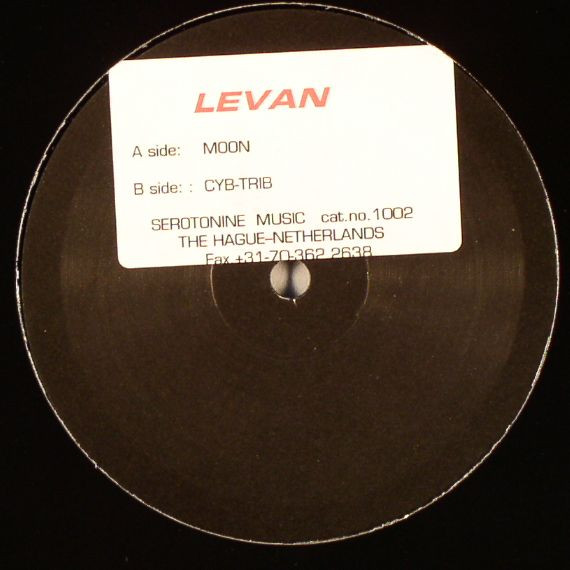 LEVAN
A side: MOON
B side: : CYB-TRIB
SEROTONINE MUSIC cat.no.1002
THE HAGUE-NETHERLANDS
Fax +31-70-362 2638